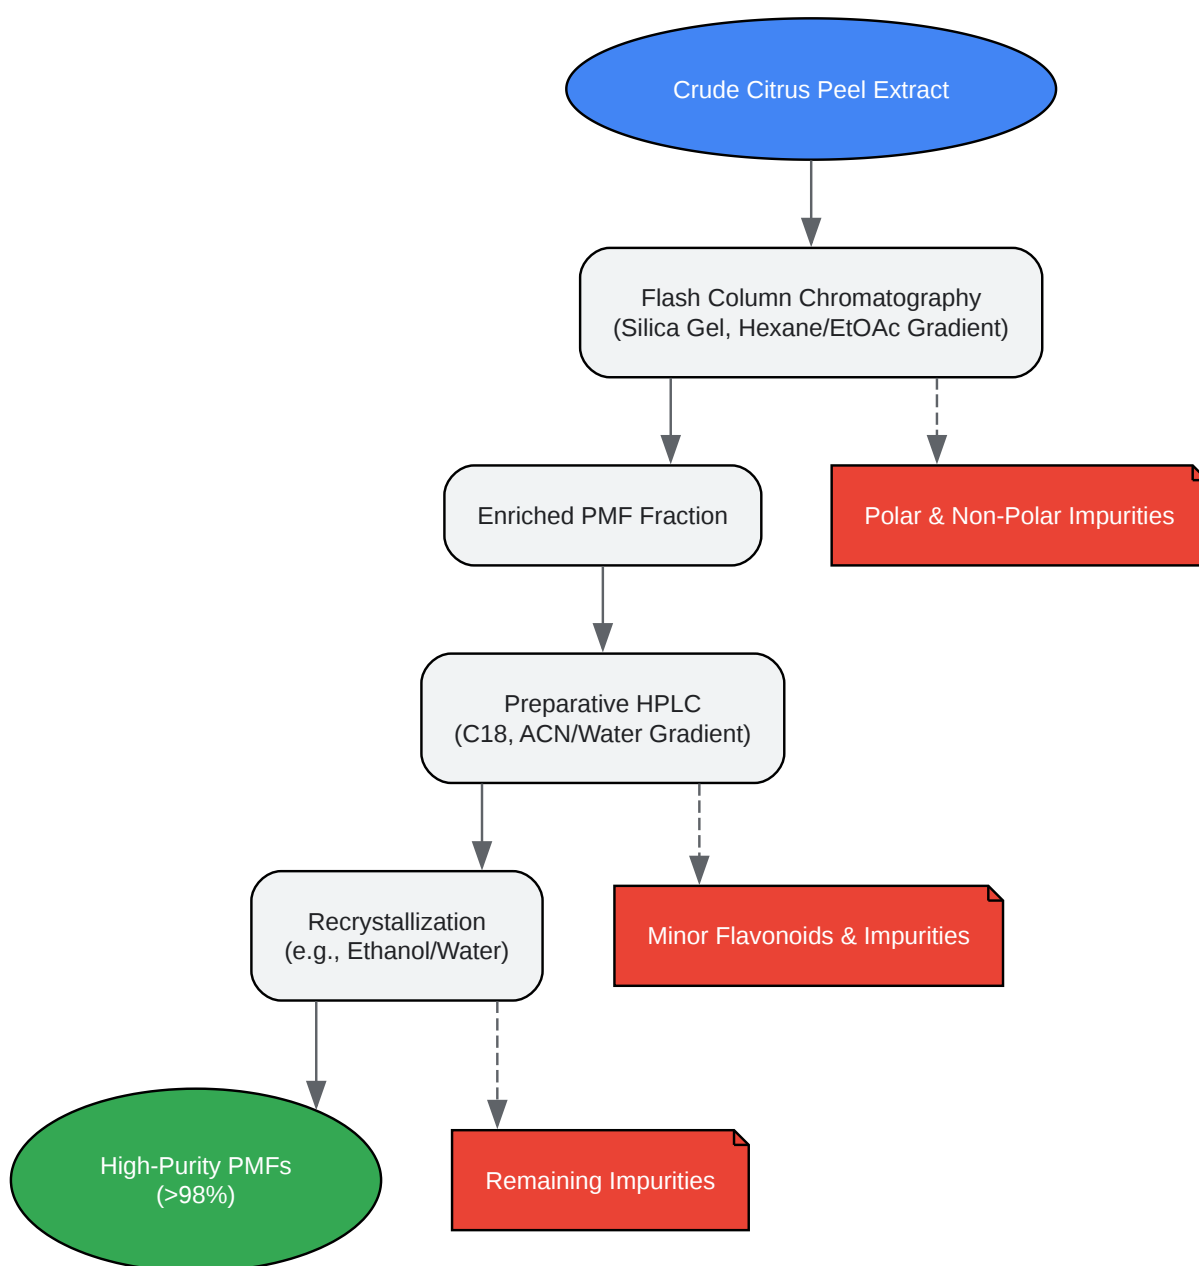 Crude Citrus Peel Extract
Flash Column Chromatography
(Silica Gel, Hexane/EtOAc Gradient)
Enriched PMF Fraction
Polar & Non-Polar Impurities
Preparative HPLC
(C18, ACN/Water Gradient)
Recrystallization
(e.g., Ethanol/Water)
Minor Flavonoids & Impurities
High-Purity PMFs
(>98%)
Remaining Impurities